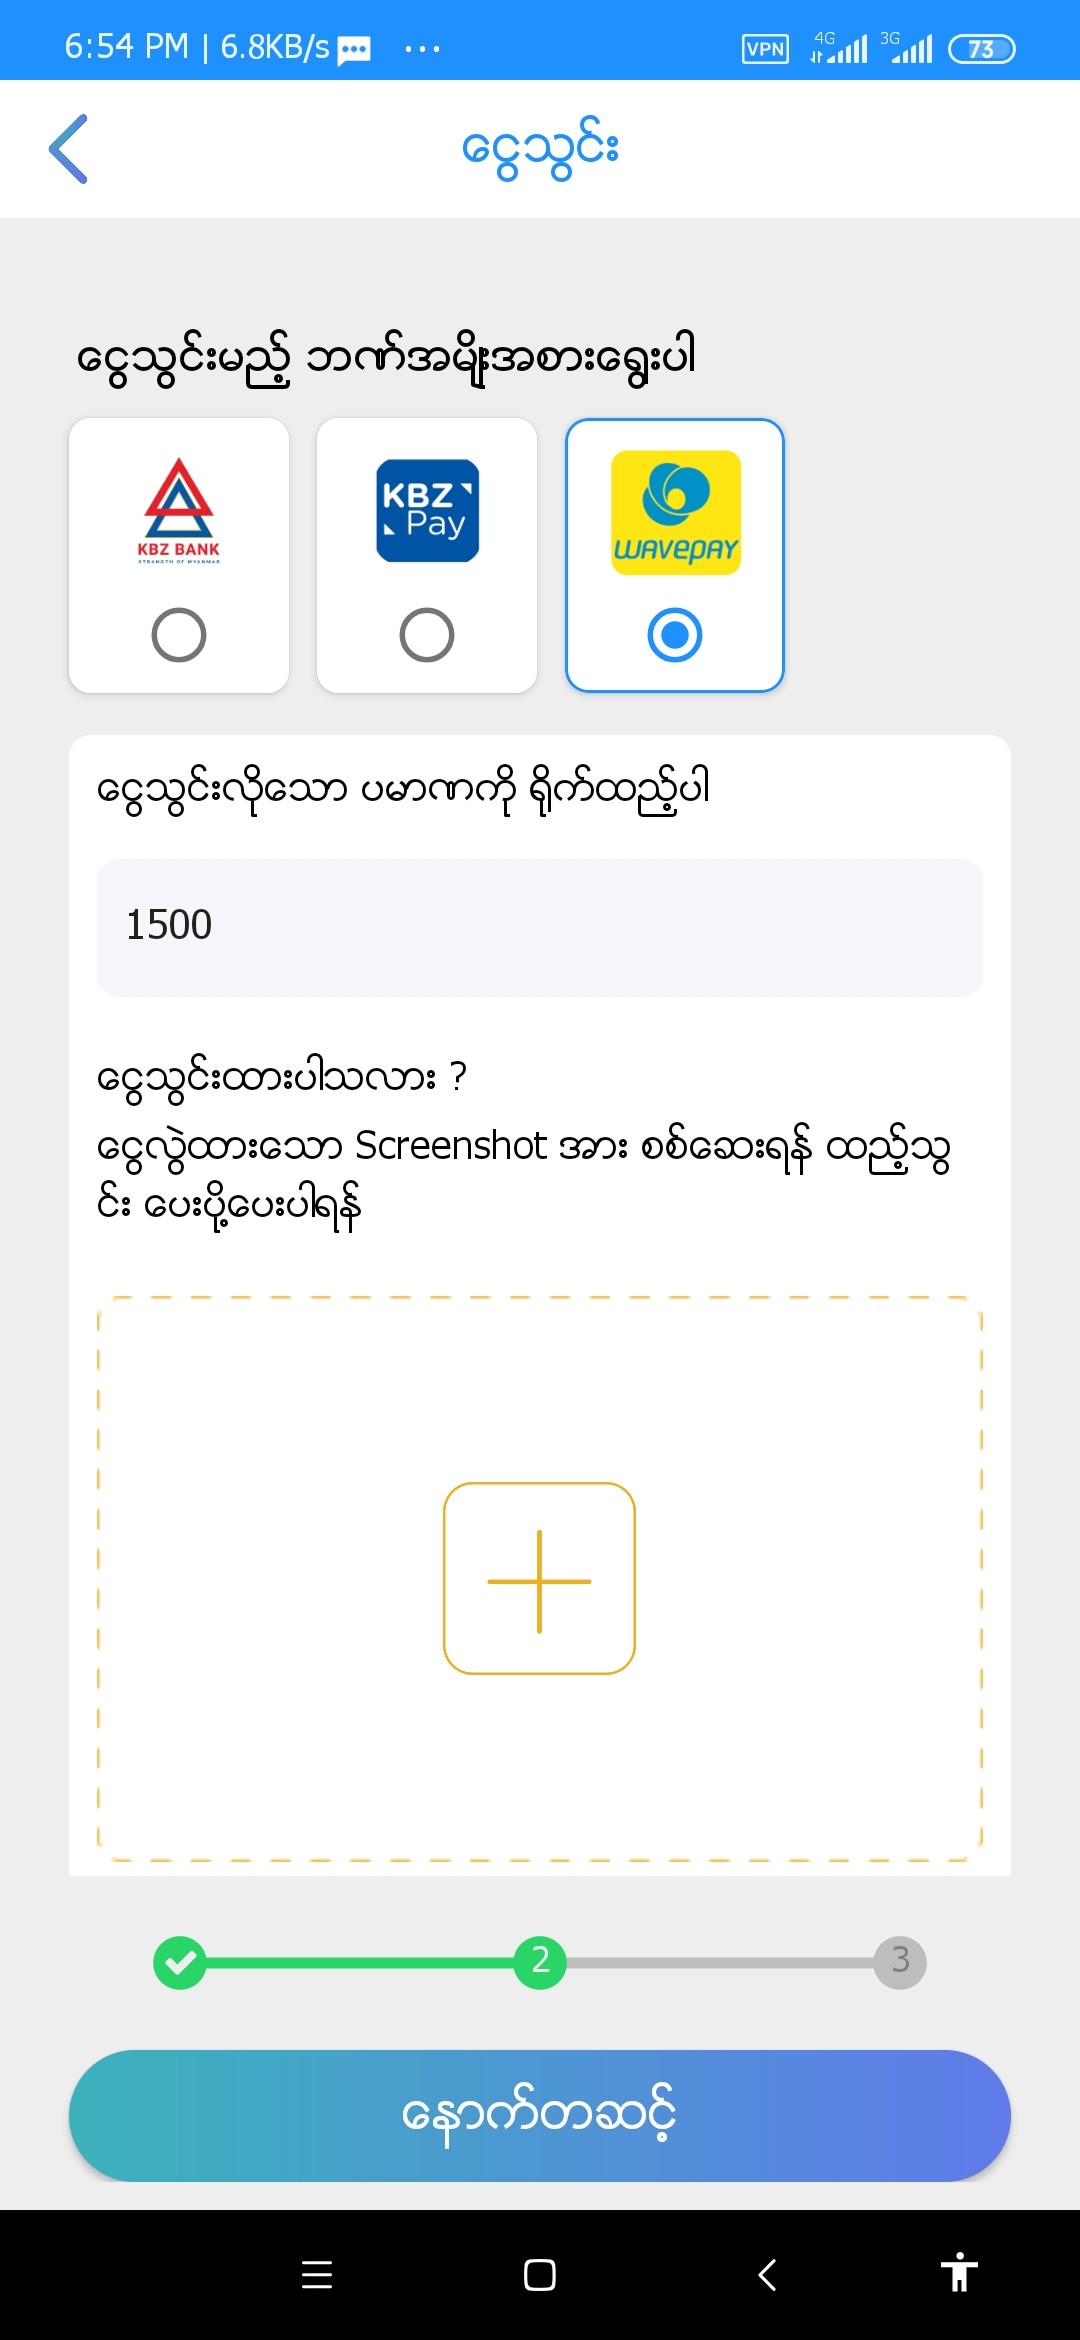 6:54 PM | 6.8KB/s ... VPN 4G 3G 73
ငွေသွင်း
ငွေသွင်းမည့် ဘဏ်အမျိုးအစားရွေးပါ
KBZ BANK
STRANGTH OF MYANMAR
KBZ
Pay
WAVEPAY
ငွေသွင်းလိုသော ပမာဏကို ရိုက်ထည့်ပါ
1500
ငွေသွင်းထားပါသလား ?
ငွေလွှဲထားသော Screenshot အား စစ်ဆေးရန် ထည့်သွ
င်း ပေးပို့ပေးပါရန်
2 3
နောက်တဆင့်